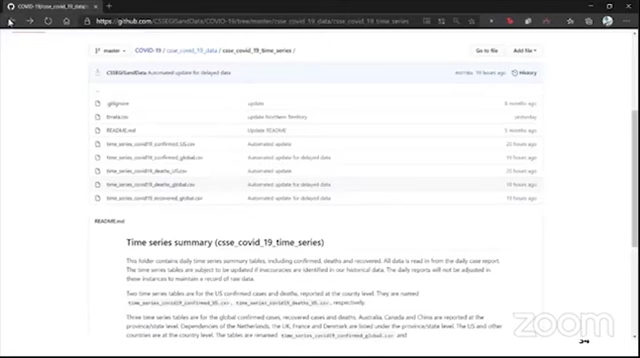 COVID-19/csse_covid_19_data/
https://github.com/CSSEGISandData/COVID-19/tree/master/csse_covid_19_data/csse_covid_19_time_series
master COVID-19 / csse_covid_19_data / csse_covid_19_time_series / Go to file Add file
CSSEGISandData Automated update for delayed data 19 hours ago History
..
.gitignore update 6 months ago
Errata.csv update Northern Territory yesterday
README.md Update README 5 months ago
time_series_covid19_confirmed_US.csv Automated update 20 hours ago
time_series_covid19_confirmed_global.csv Automated update for delayed data 19 hours ago
time_series_covid19_deaths_US.csv Automated update 20 hours ago
time_series_covid19_deaths_global.csv Automated update for delayed data 19 hours ago
time_series_covid19_recovered_global.csv Automated update for delayed data 19 hours ago
README.md
Time series summary (csse_covid_19_time_series)
This folder contains daily time series summary tables, including confirmed, deaths and recovered. All data is read in from the daily case report.
The time series tables are subject to be updated if inaccuracies are identified in our historical data. The daily reports will not be adjusted in
these instances to maintain a record of raw data.
Two time series tables are for the US confirmed cases and deaths, reported at the county level. They are named
time_series_covid19_confirmed_US.csv , time_series_covid19_deaths_US.csv , respectively.
Three time series tables are for the global confirmed cases, recovered cases and deaths. Australia, Canada and China are reported at the
province/state level. Dependencies of the Netherlands, the UK, France and Denmark are listed under the province/state level. The US and other
countries are at the country level. The tables are renamed time_series_covid19_confirmed_global.csv and
zoom